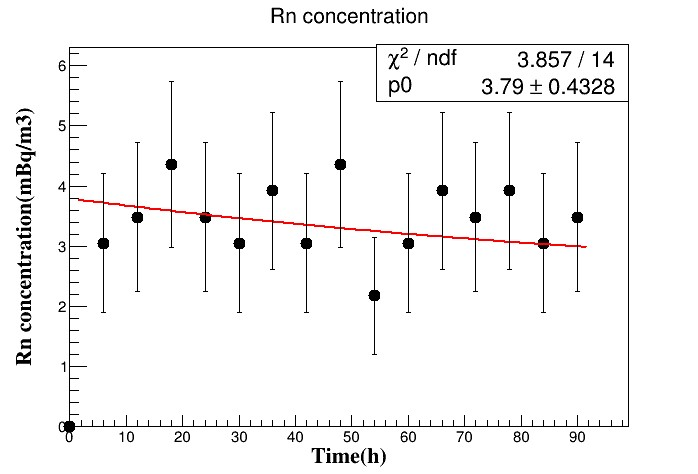 Rn concentration
χ² / ndf 3.857 / 14
p0 3.79 ± 0.4328
Rn concentration(mBq/m3)
6
5
4
3
2
1
0
0 10 20 30 40 50 60 70 80 90
Time(h)